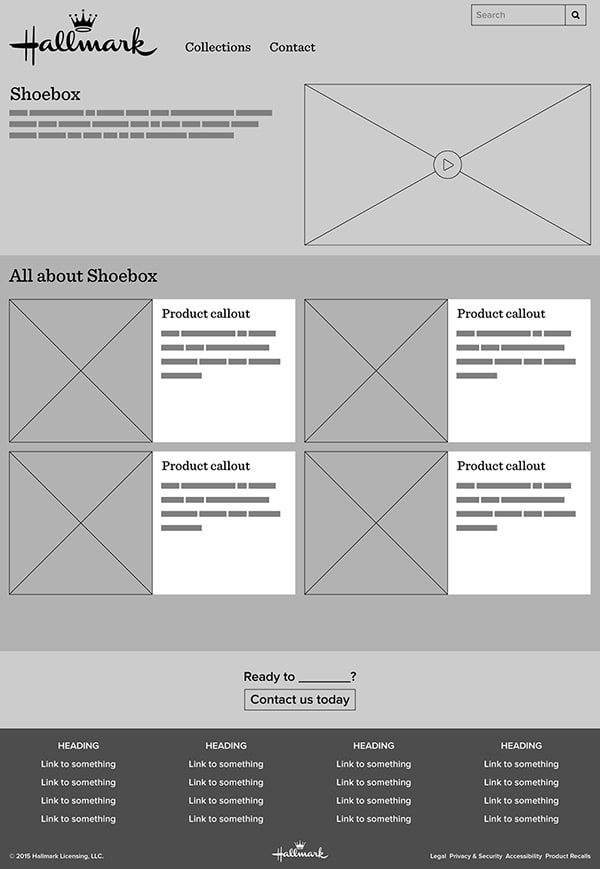 Search
Hallmark
Collections Contact
Shoebox
All about Shoebox
Product callout
Product callout
Product callout
Product callout
Ready to _______?
Contact us today
HEADING
Link to something
Link to something
Link to something
Link to something
HEADING
Link to something
Link to something
Link to something
Link to something
HEADING
Link to something
Link to something
Link to something
Link to something
HEADING
Link to something
Link to something
Link to something
Link to something
© 2015 Hallmark Licensing, LLC.
Hallmark
Legal Privacy & Security Accessibility Product Recalls